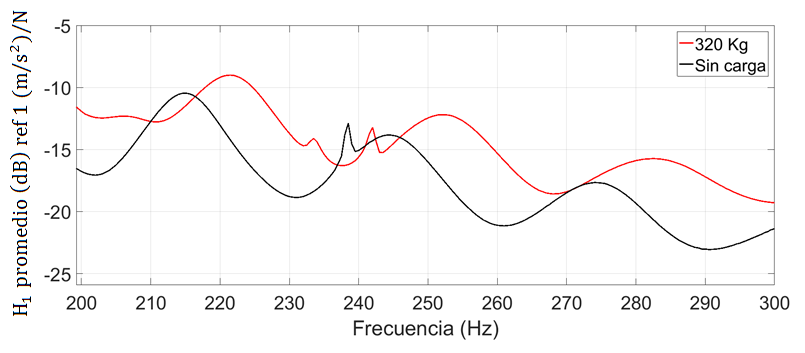 H₁ promedio (dB) ref 1 (m/s²)/N
-5
-10
-15
-20
-25
320 Kg
Sin carga
200 210 220 230 240 250 260 270 280 290 300
Frecuencia (Hz)